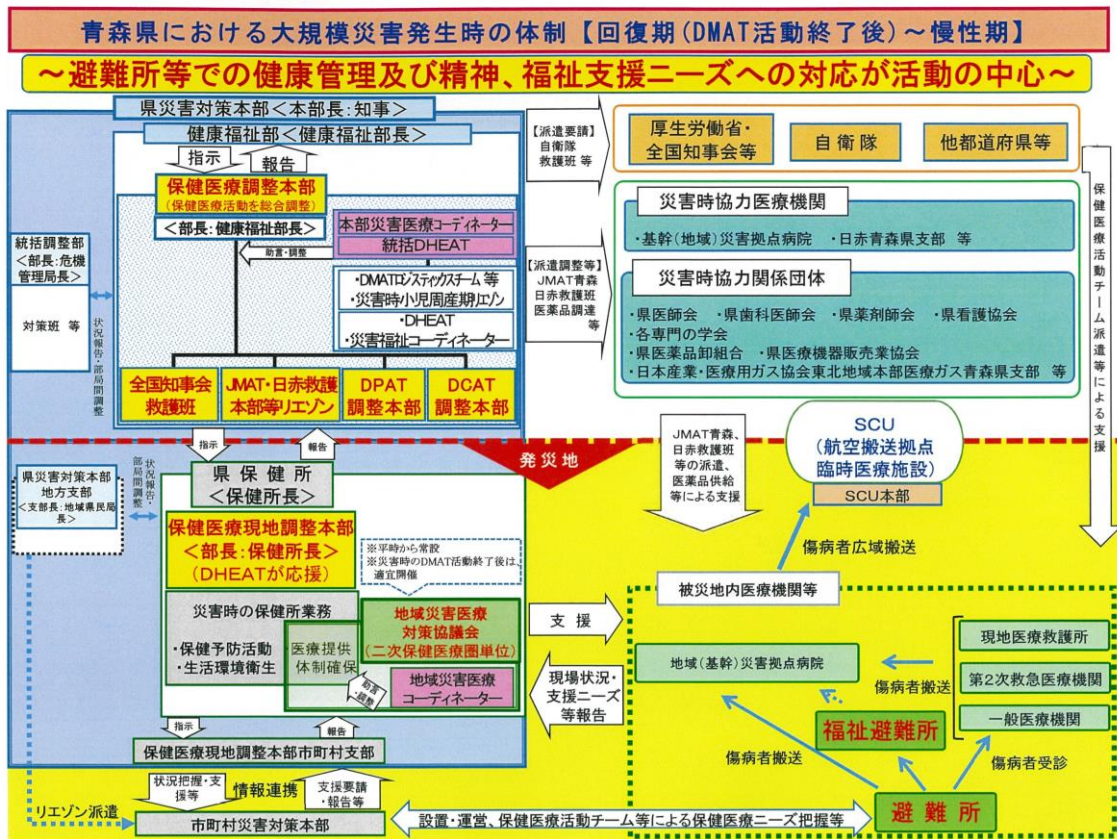 青森県における大規模災害発生時の体制【回復期(DMAT活動終了後)～慢性期】
～避難所等での健康管理及び精神、福祉支援ニーズへの対応が活動の中心～
県災害対策本部<本部長:知事>
健康福祉部<健康福祉部長>
指示
報告
保健医療調整本部
(保健医療活動を総合調整)
<部長:健康福祉部長>
本部災害医療コーディネーター
統括DHEAT
助言・調整
・DMATロジスティックスチーム 等
・災害時小児周産期リエゾン
・DHEAT
・災害福祉コーディネーター
全国知事会
救護班
JMAT・日赤救護
本部等リエゾン
DPAT
調整本部
DCAT
調整本部
統括調整部
<部長:危機
管理局長>
対策班 等
状況報告・部局間調整
【派遣要請】
自衛隊
救護班 等
厚生労働省・
全国知事会等
自衛隊
他都道府県等
【派遣調整等】
JMAT青森
日赤救護班
医薬品調達
等
災害時協力医療機関
・基幹(地域)災害拠点病院 ・日赤青森県支部 等
災害時協力関係団体
・県医師会 ・県歯科医師会 ・県薬剤師会 ・県看護協会
・各専門の学会
・県医薬品卸組合 ・県医療機器販売業協会
・日本産業・医療用ガス協会東北地域本部医療ガス青森県支部 等
保健医療活動チーム派遣等による支援
発災地
指示
報告
県保健所
<保健所長>
県災害対策本部
地方支部
<支部長:地域県民局
長>
状況報告・
部局間調整
保健医療現地調整本部
<部長:保健所長>
(DHEATが応援)
※平時から常設
※災害時のDMAT活動終了後は、
適宜開催
災害時の保健所業務
・保健予防活動
・生活環境衛生
・医療提供
体制確保
地域災害医療
対策協議会
(二次保健医療圏単位)
助言
・調整
地域災害医療
コーディネーター
指示
報告
保健医療現地調整本部市町村支部
状況把握・支
援等
情報連携
支援要請
・報告等
リエゾン派遣
市町村災害対策本部
設置・運営、保健医療活動チーム等による保健医療ニーズ把握等
JMAT青森、
日赤救護班
等の派遣、
医薬品供給
等による支援
SCU
(航空搬送拠点
臨時医療施設)
SCU本部
傷病者広域搬送
被災地内医療機関等
支 援
現場状況・
支援ニーズ
等報告
地域(基幹)災害拠点病院
現地医療救護所
第2次救急医療機関
一般医療機関
傷病者搬送
福祉避難所
傷病者搬送
傷病者受診
避 難 所